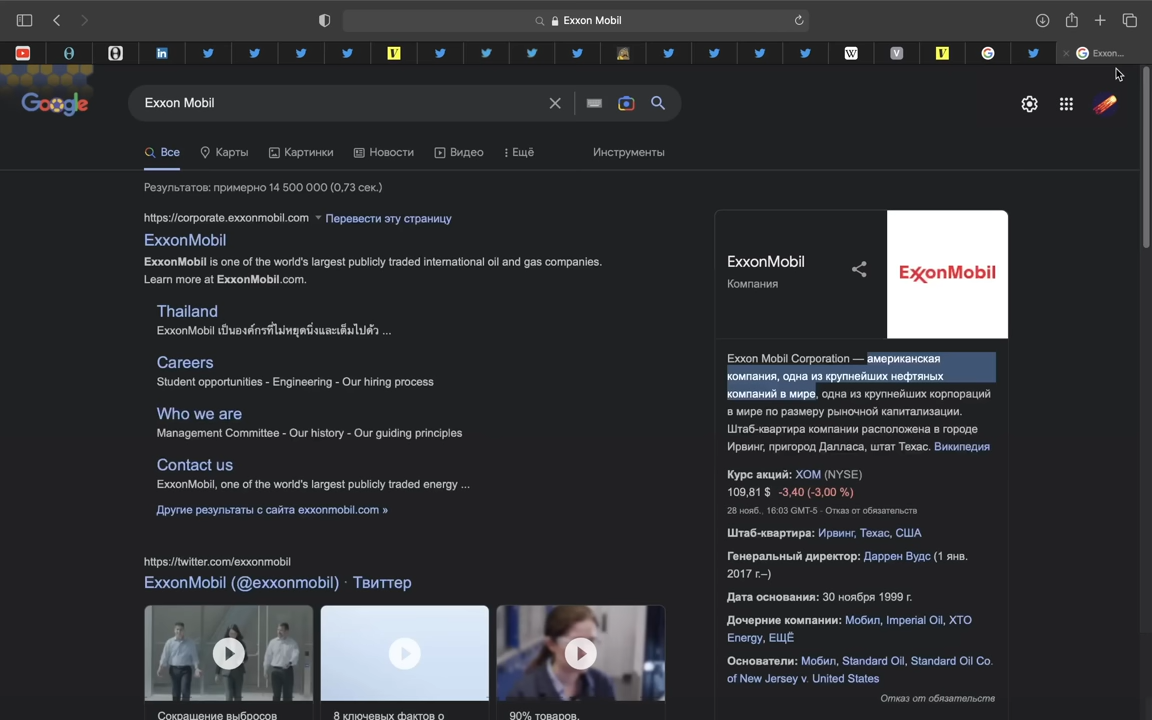 Exxon Mobil
Exxon...
Google
Exxon Mobil
Все
Карты
Картинки
Новости
Видео
Ещё
Инструменты
Результатов: примерно 14 500 000 (0,73 сек.)
https://corporate.exxonmobil.com Перевести эту страницу
ExxonMobil
ExxonMobil is one of the world's largest publicly traded international oil and gas companies.
Learn more at ExxonMobil.com.
Thailand
ExxonMobil เป็นองค์กรที่ไม่หยุดนิ่งและเต็มไปด้ว ...
Careers
Student opportunities - Engineering - Our hiring process
Who we are
Management Committee - Our history - Our guiding principles
Contact us
ExxonMobil, one of the world's largest publicly traded energy ...
Другие результаты с сайта exxonmobil.com »
https://twitter.com/exxonmobil
ExxonMobil (@exxonmobil) · Твиттер
Сокращение выбросов
8 ключевых фактов о
90% товаров,
ExxonMobil
Компания
ExxonMobil
Exxon Mobil Corporation — американская
компания, одна из крупнейших нефтяных
компаний в мире, одна из крупнейших корпораций
в мире по размеру рыночной капитализации.
Штаб-квартира компании расположена в городе
Ирвинг, пригород Далласа, штат Техас. Википедия
Курс акций: XOM (NYSE)
109,81 $ -3,40 (-3,00 %)
28 нояб., 16:03 GMT-5 · Отказ от обязательств
Штаб-квартира: Ирвинг, Техас, США
Генеральный директор: Даррен Вудс (1 янв.
2017 г.–)
Дата основания: 30 ноября 1999 г.
Дочерние компании: Мобил, Imperial Oil, XTO
Energy, ЕЩЁ
Основатели: Мобил, Standard Oil, Standard Oil Co.
of New Jersey v. United States
Отказ от обязательств